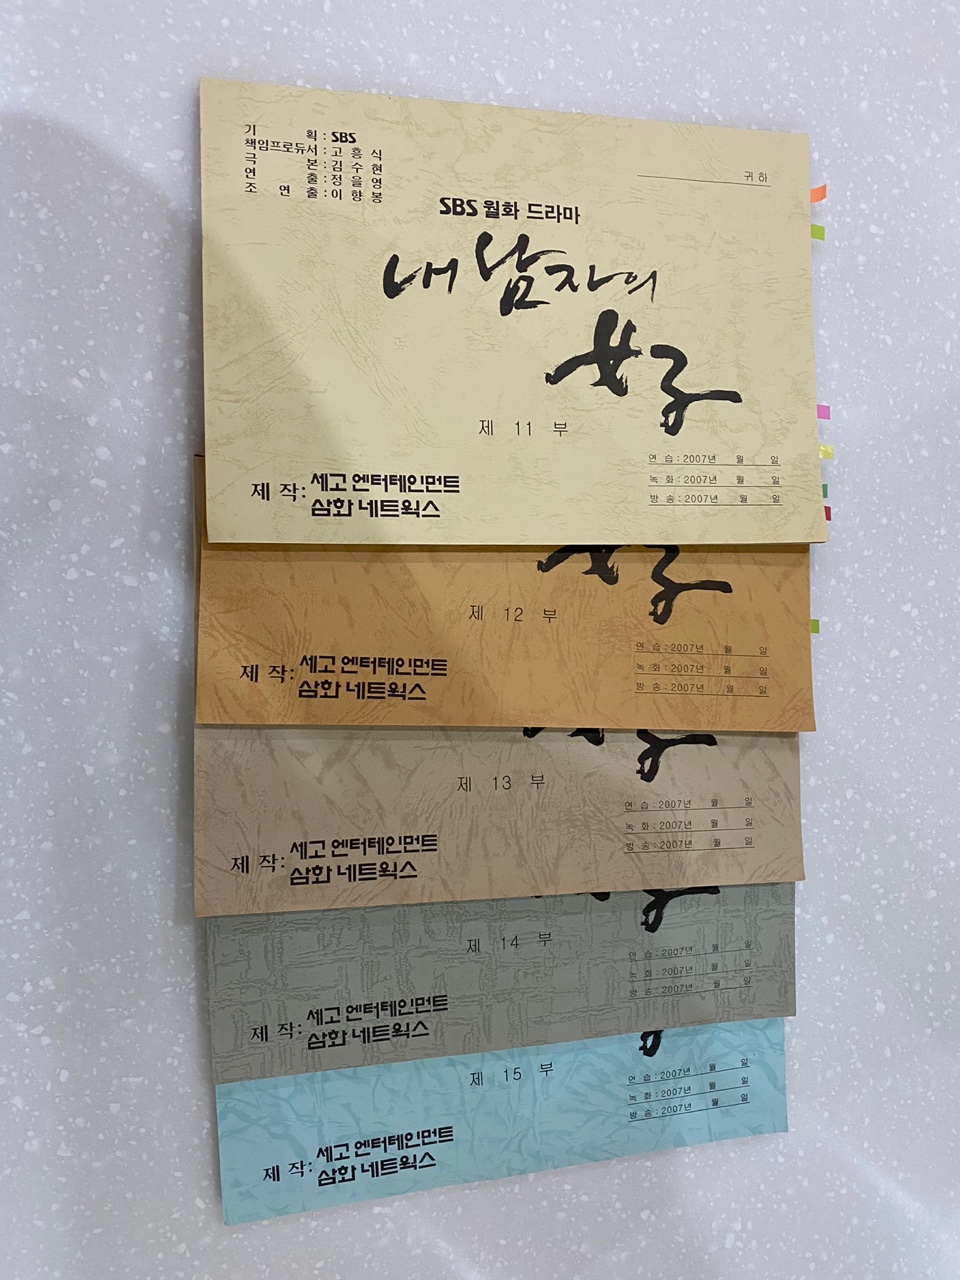 기 획 : SBS
책임프로듀서 : 고 흥 식
극 본 : 김 수 현
연 출 : 정 을 영
조 연 출 : 이 향 봉
귀하
SBS 월화 드라마
내 남자의
女子
제 11 부
연 습 : 2007년 월 일
녹 화 : 2007년 월 일
방 송 : 2007년 월 일
제 작 : 세고 엔터테인먼트
삼화 네트웍스
女子
제 12 부
연 습 : 2007년 월 일
녹 화 : 2007년 월 일
방 송 : 2007년 월 일
제 작 : 세고 엔터테인먼트
삼화 네트웍스
제 13 부
연 습 : 2007년 월 일
녹 화 : 2007년 월 일
방 송 : 2007년 월 일
제 작 : 세고 엔터테인먼트
삼화 네트웍스
제 14 부
연 습 : 2007년 월 일
녹 화 : 2007년 월 일
방 송 : 2007년 월 일
제 작 : 세고 엔터테인먼트
삼화 네트웍스
제 15 부
연 습 : 2007년 월 일
녹 화 : 2007년 월 일
방 송 : 2007년 월 일
제 작 : 세고 엔터테인먼트
삼화 네트웍스